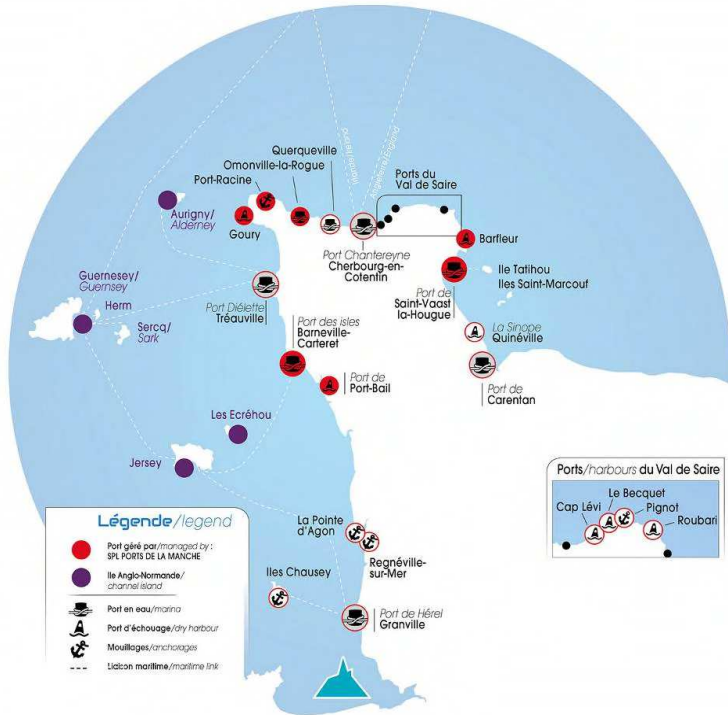 Irlande/Ireland
Angleterre/England
Querqueville
Omonville-la-Rogue
Port-Racine
Ports du
Val de Saire
Aurigny/
Alderney
Goury
Barfleur
Port Chantereyne
Cherbourg-en-
Cotentin
Ile Tatihou
Iles Saint-Marcouf
Guernesey/
Guernsey
Herm
Sercq/
Sark
Port Diélette
Tréauville
Port de
Saint-Vaast
la-Hougue
Port des isles
Barneville-
Carteret
La Sinope
Quinéville
Port de
Port-Bail
Port de
Carentan
Les Ecréhou
Jersey
Ports/harbours du Val de Saire
Le Becquet
Cap Lévi
Pignot
Roubari
La Pointe
d'Agon
Regnéville-
sur-Mer
Iles Chausey
Port de Hérel
Granville
Légende/legend
Port géré par/managed by :
SPL PORTS DE LA MANCHE
Ile Anglo-Normande/
channel island
Port en eau/marina
Port d'échouage/dry harbour
Mouillages/anchorages
Liaison maritime/maritime link